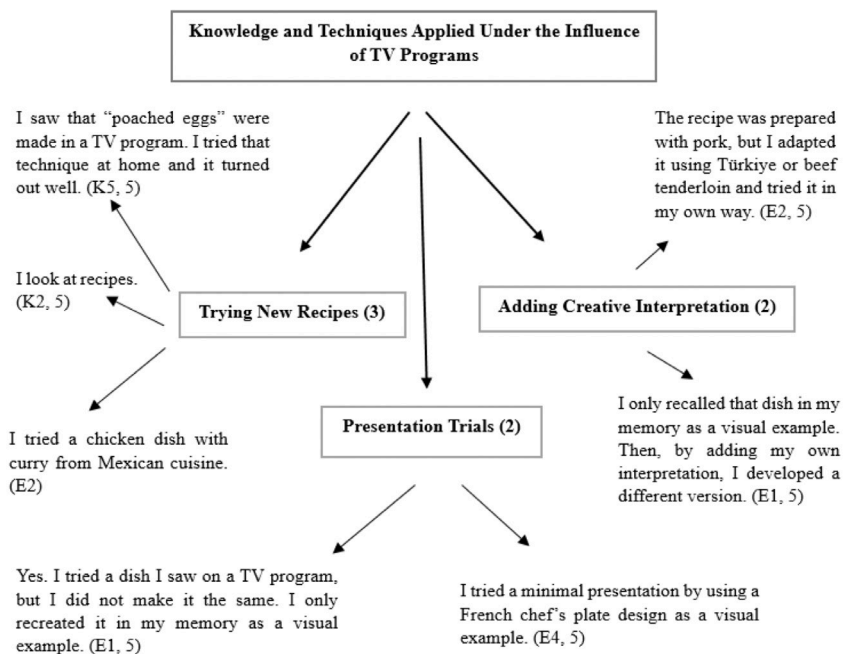 Knowledge and Techniques Applied Under the Influence
of TV Programs
I saw that “poached eggs” were
made in a TV program. I tried that
technique at home and it turned
out well. (K5, 5)
The recipe was prepared
with pork, but I adapted
it using Türkiye or beef
tenderloin and tried it in
my own way. (E2, 5)
I look at recipes.
(K2, 5)
Trying New Recipes (3)
Adding Creative Interpretation (2)
I tried a chicken dish with
curry from Mexican cuisine.
(E2)
Presentation Trials (2)
I only recalled that dish in my
memory as a visual example.
Then, by adding my own
interpretation, I developed a
different version. (E1, 5)
Yes. I tried a dish I saw on a TV program,
but I did not make it the same. I only
recreated it in my memory as a visual
example. (E1, 5)
I tried a minimal presentation by using a
French chef’s plate design as a visual
example. (E4, 5)